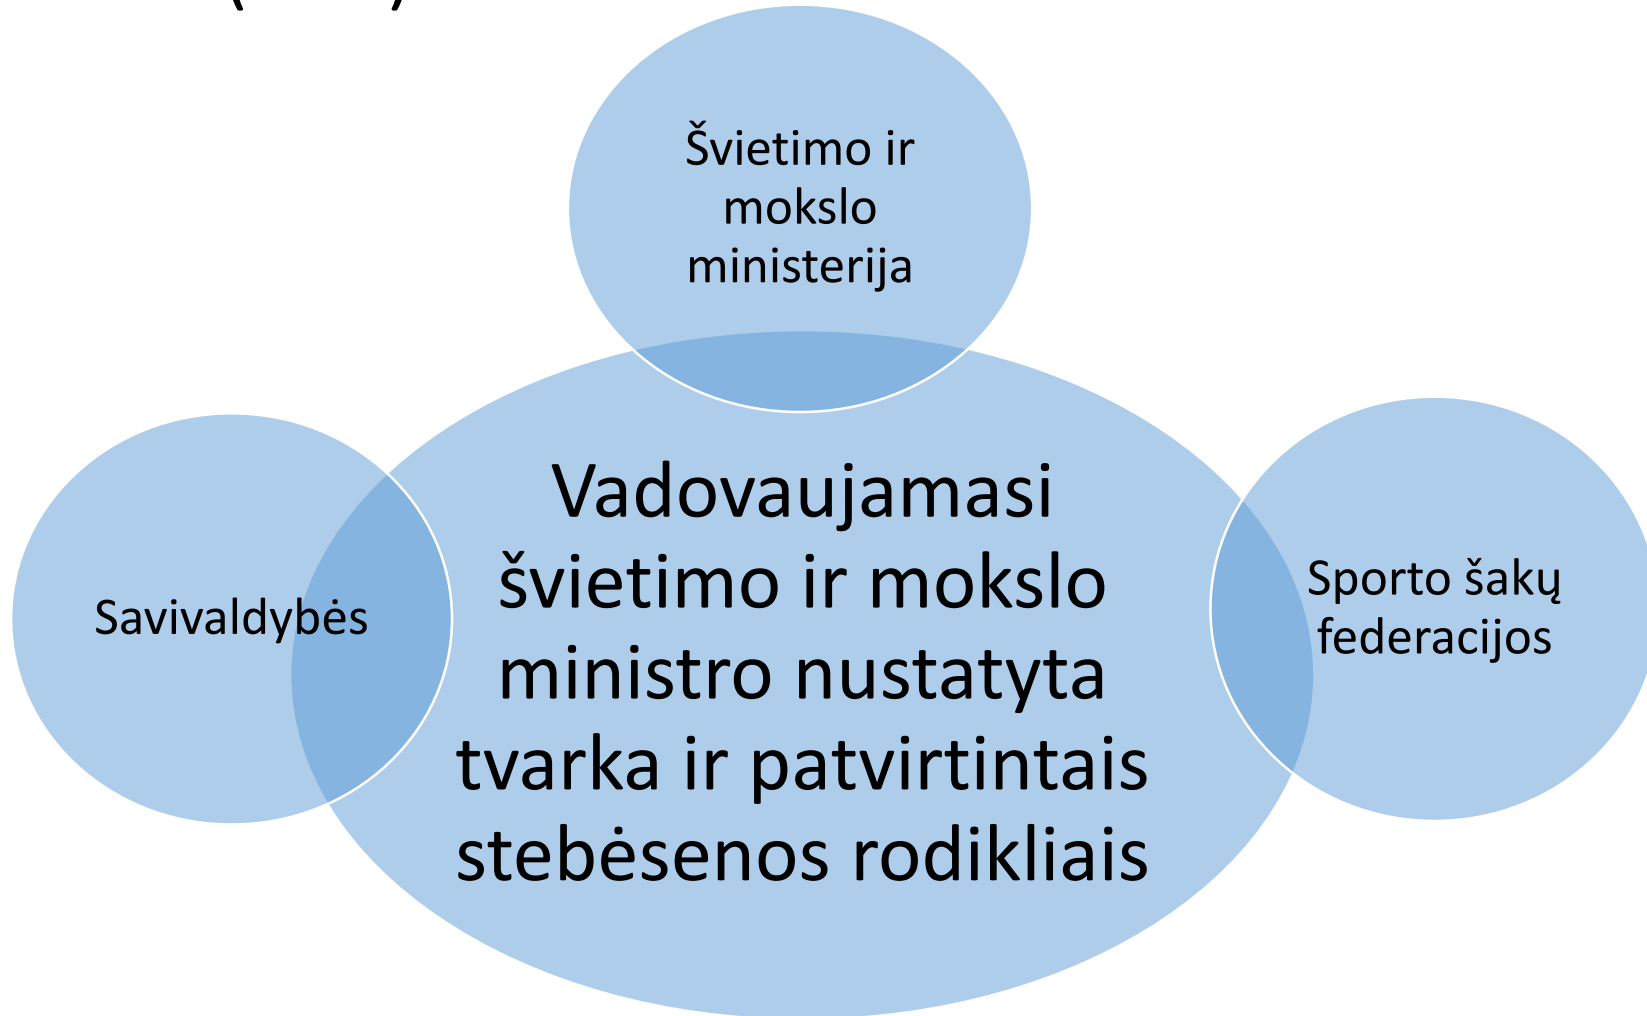 Švietimo ir
mokslo
ministerija
Vadovaujamasi
švietimo ir mokslo
ministro nustatyta
tvarka ir patvirtintais
stebėsenos rodikliais
Savivaldybės
Sporto šakų
federacijos